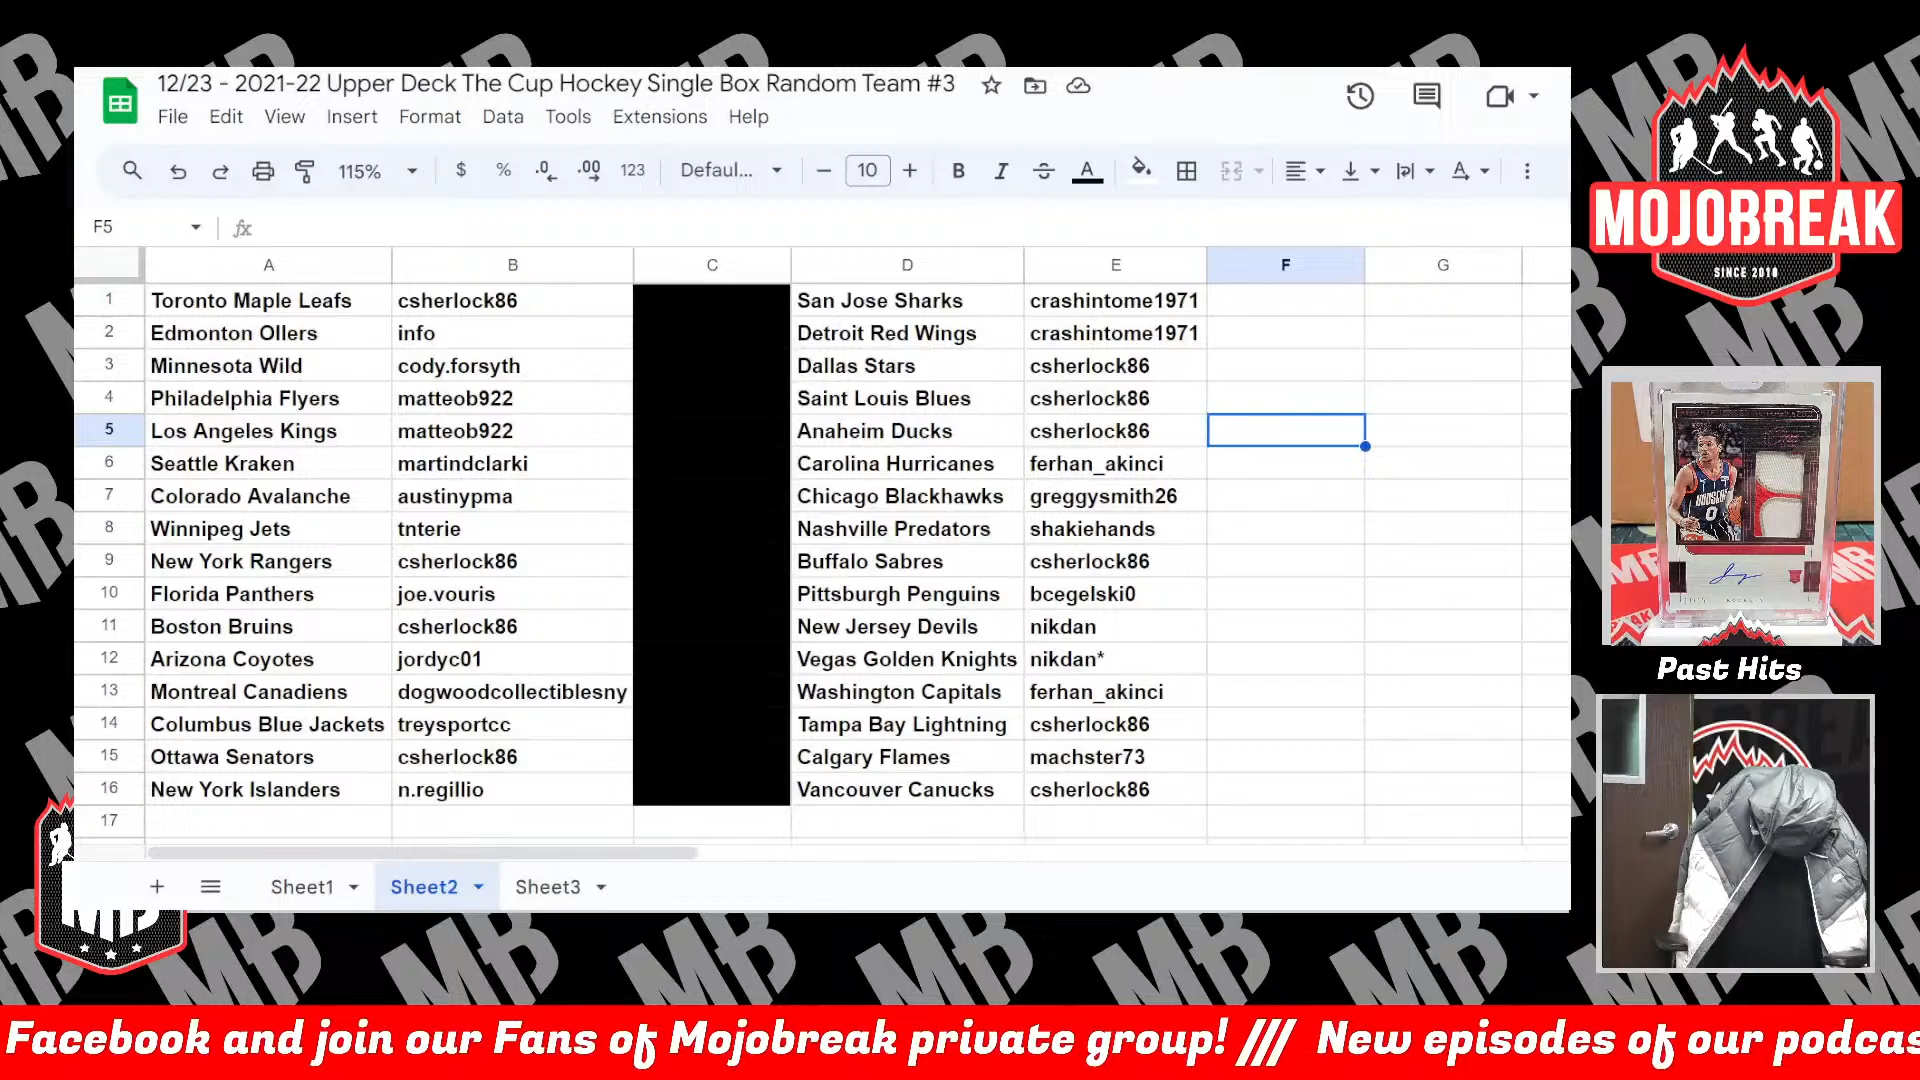 12/23 - 2021-22 Upper Deck The Cup Hockey Single Box Random Team #3
File Edit View Insert Format Data Tools Extensions Help
115% $ % .0 .00 123 Defaul... 10 B I S A
F5 fx
A B C D E F G
1 Toronto Maple Leafs csherlock86 San Jose Sharks crashintome1971
2 Edmonton Ollers info Detroit Red Wings crashintome1971
3 Minnesota Wild cody.forsyth Dallas Stars csherlock86
4 Philadelphia Flyers matteob922 Saint Louis Blues csherlock86
5 Los Angeles Kings matteob922 Anaheim Ducks csherlock86
6 Seattle Kraken martindclarki Carolina Hurricanes ferhan_akinci
7 Colorado Avalanche austinypma Chicago Blackhawks greggysmith26
8 Winnipeg Jets tnterie Nashville Predators shakiehands
9 New York Rangers csherlock86 Buffalo Sabres csherlock86
10 Florida Panthers joe.vouris Pittsburgh Penguins bcegelski0
11 Boston Bruins csherlock86 New Jersey Devils nikdan
12 Arizona Coyotes jordyc01 Vegas Golden Knights nikdan*
13 Montreal Canadiens dogwoodcollectiblesny Washington Capitals ferhan_akinci
14 Columbus Blue Jackets treysportcc Tampa Bay Lightning csherlock86
15 Ottawa Senators csherlock86 Calgary Flames machster73
16 New York Islanders n.regillio Vancouver Canucks csherlock86
17
Sheet1 Sheet2 Sheet3
MOJOBREAK
SINCE 2010
Past Hits
MB
Facebook and join our Fans of Mojobreak private group! /// New episodes of our podcas